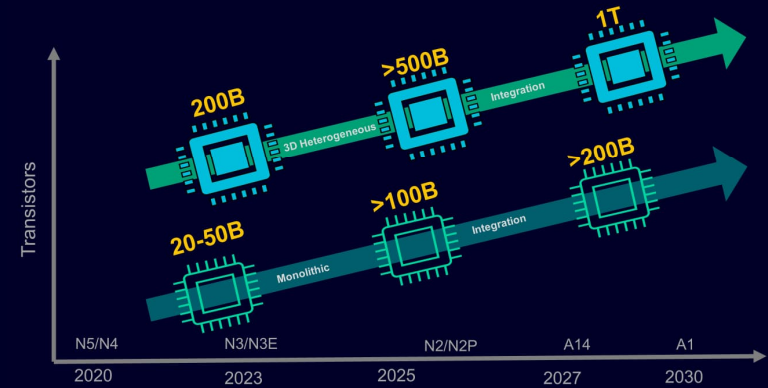 1T
>500B
200B
3D Heterogeneous
Integration
>200B
>100B
20-50B
Monolithic
Integration
Transistors
N5/N4
N3/N3E
N2/N2P
A14
A1
2020
2023
2025
2027
2030